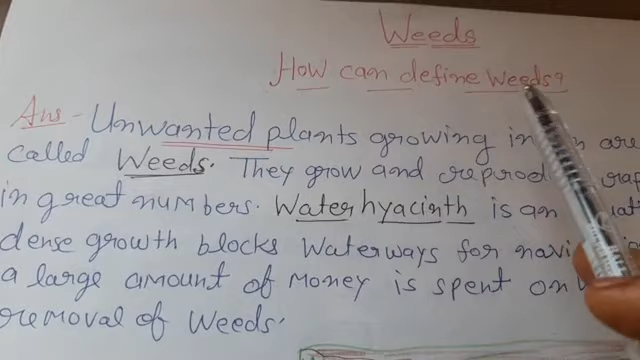 Weeds
How can define weeds?
Ans - Unwanted plants growing in are
called Weeds. They grow and reprod
in great numbers. Water hyacinth is an
dense growth blocks Waterways for navi
a large amount of money is spent on
removal of Weeds.